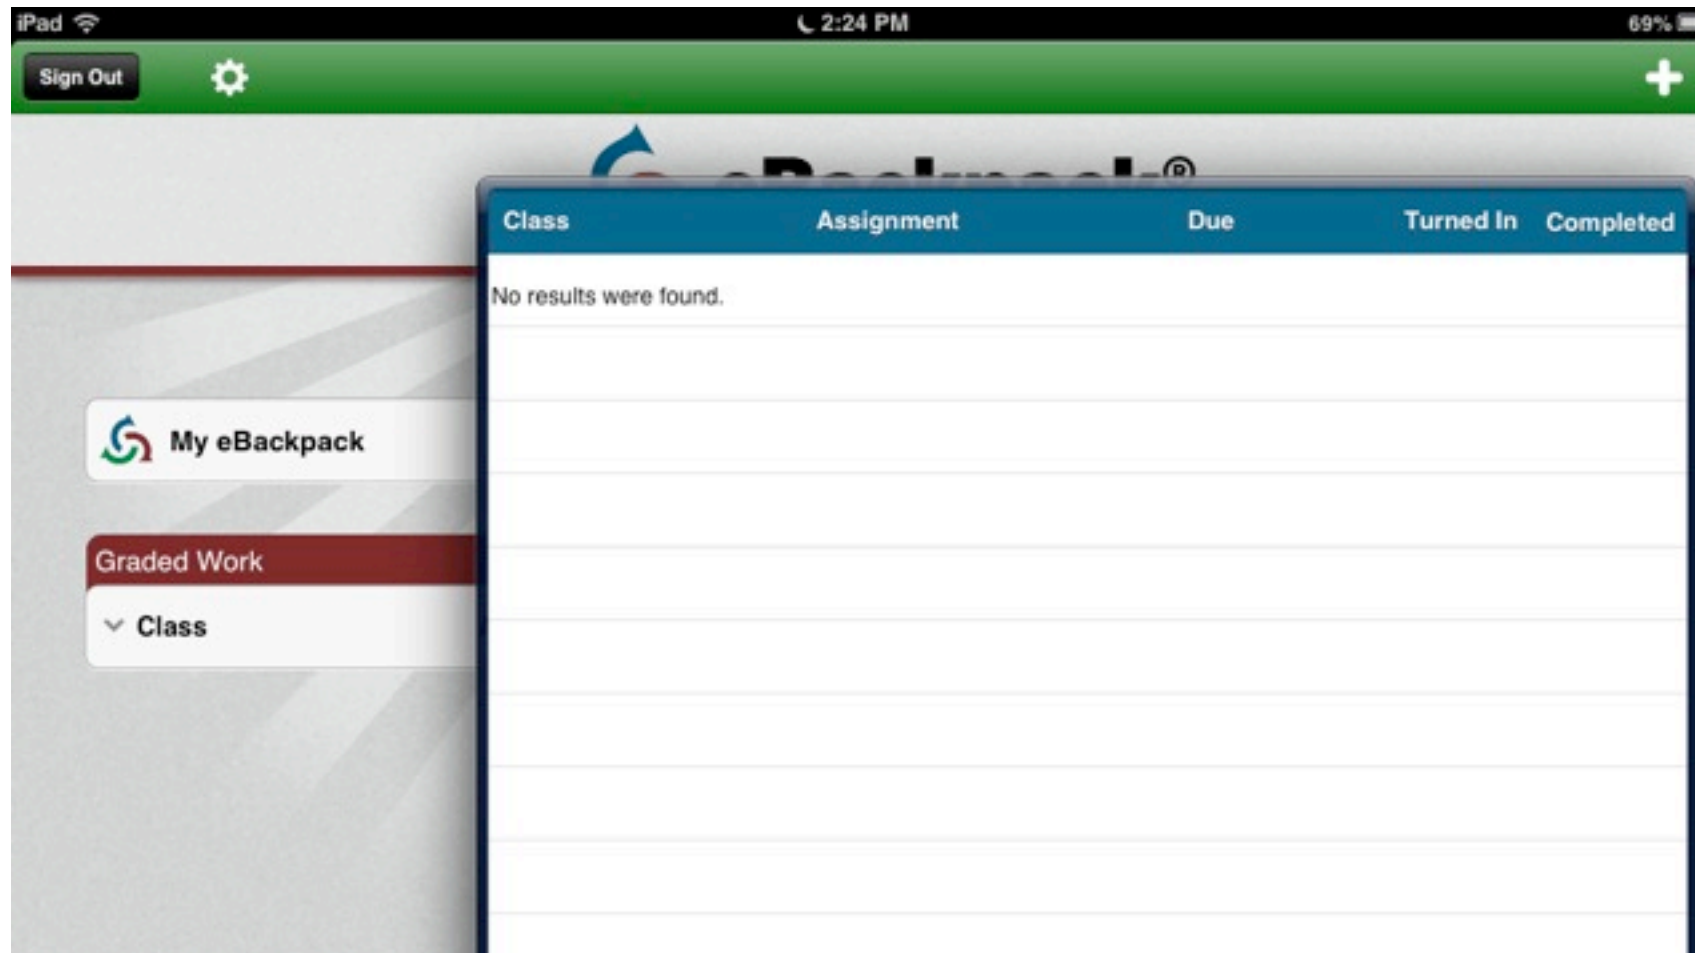 iPad 2:24 PM 69%
Sign Out
eBackpack®
Class Assignment Due Turned In Completed
No results were found.
My eBackpack
Graded Work
Class